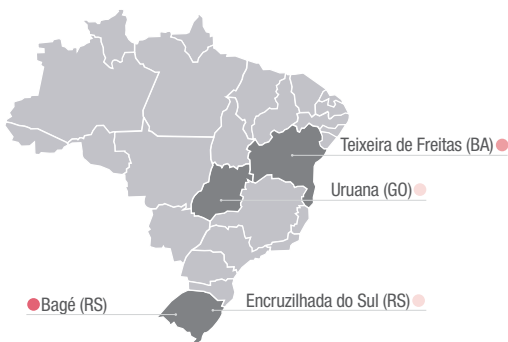 Teixeira de Freitas (BA)
Uruana (GO)
Encruzilhada do Sul (RS)
Bagé (RS)